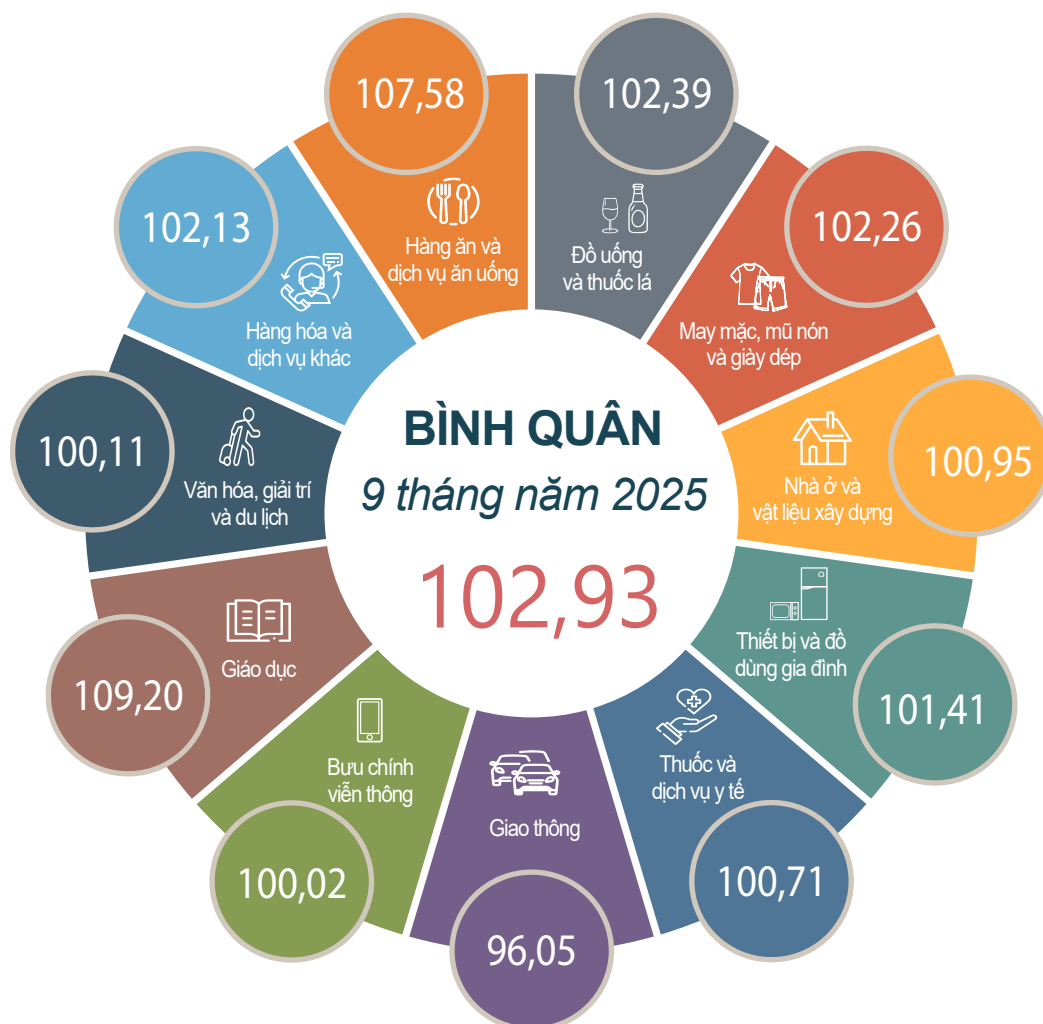 107,58
Hàng ăn và
dịch vụ ăn uống
102,39
Đồ uống
và thuốc lá
102,26
May mặc, mũ nón
và giày dép
100,95
Nhà ở và
vật liệu xây dựng
101,41
Thiết bị và đồ
dùng gia đình
100,71
Thuốc và
dịch vụ y tế
96,05
Giao thông
100,02
Bưu chính
viễn thông
109,20
Giáo dục
100,11
Văn hóa, giải trí
và du lịch
102,13
Hàng hóa và
dịch vụ khác
BÌNH QUÂN
9 tháng năm 2025
102,93